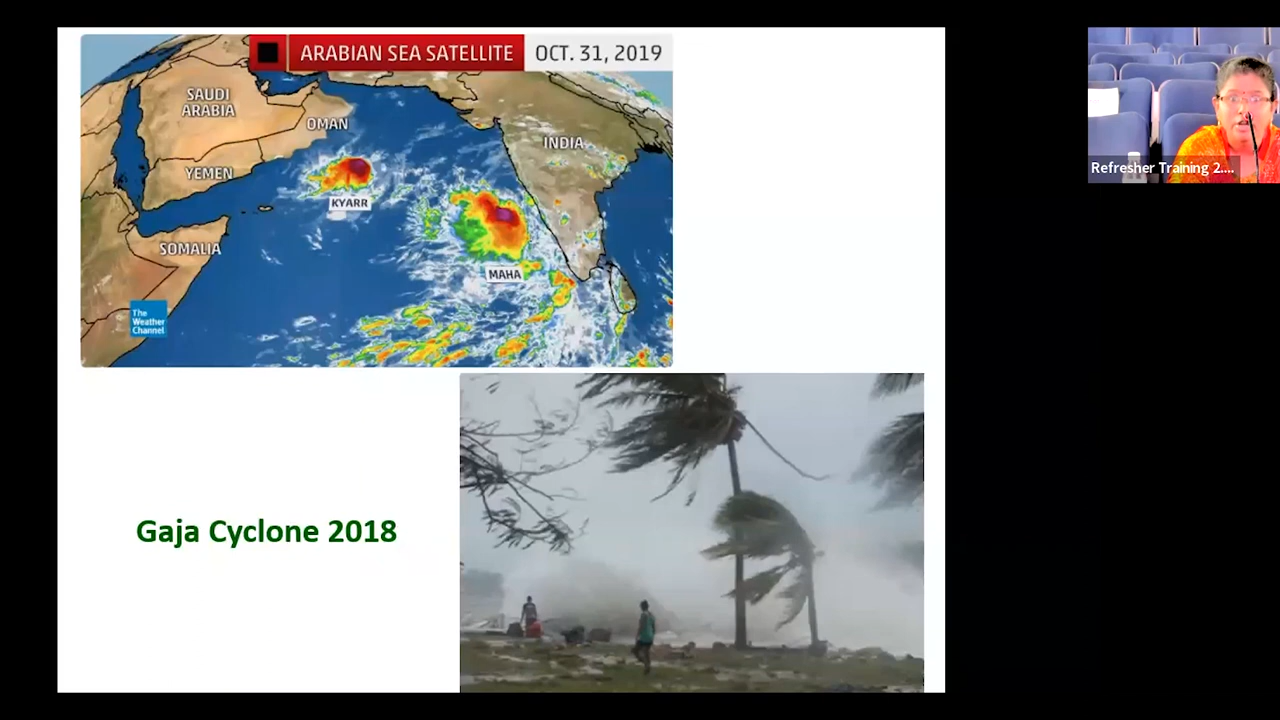 ARABIAN SEA SATELLITE OCT. 31, 2019
SAUDI
ARABIA
OMAN
INDIA
YEMEN
KYARR
SOMALIA
MAHA
The
Weather
Channel
Gaja Cyclone 2018
Refresher Training 2....